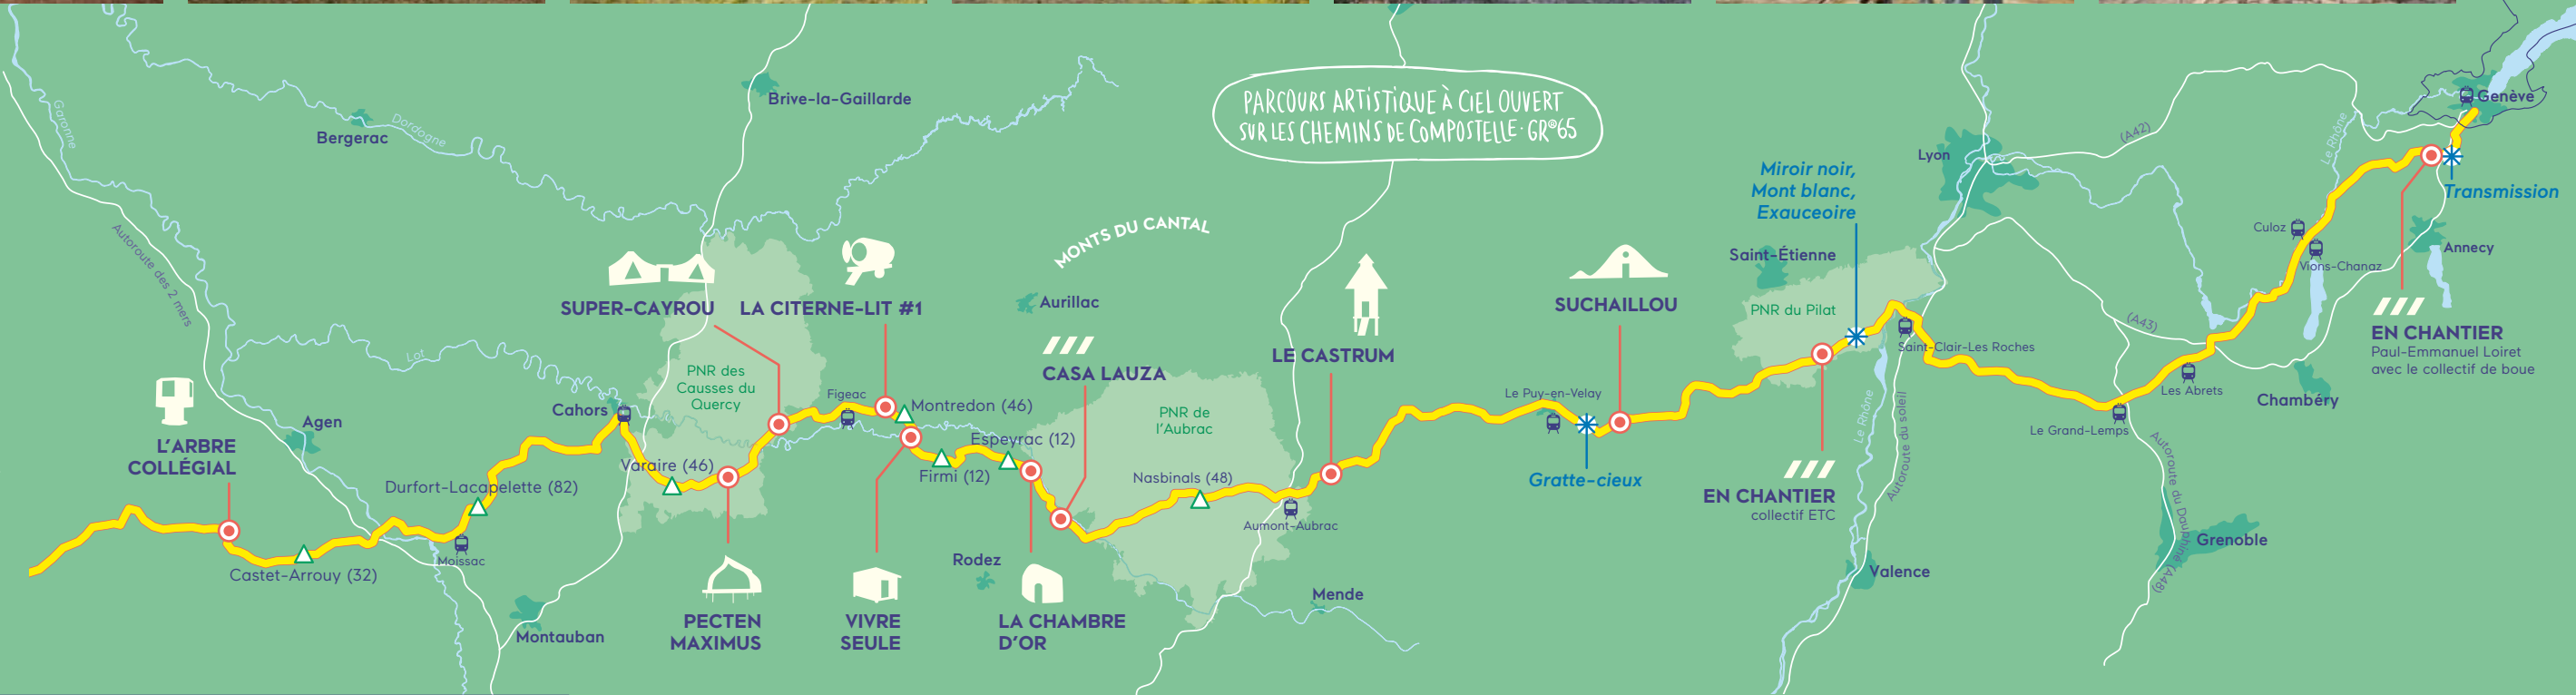 PARCOURS ARTISTIQUE À CIEL OUVERT
SUR LES CHEMINS DE COMPOSTELLE · GR®65
Garonne
Bergerac
Dordogne
Brive-la-Gaillarde
Autoroute des 2 mers
MONTS DU CANTAL
Miroir noir,
Mont blanc,
Exauceoire
Lyon
(A42)
Le Rhône
Genève
Transmission
Culoz
Vions-Chanaz
Annecy
SUPER-CAYROU
LA CITERNE-LIT #1
Aurillac
CASA LAUZA
LE CASTRUM
SUCHAILLOU
Saint-Étienne
PNR du Pilat
Saint-Clair-Les Roches
(A43)
EN CHANTIER
Paul-Emmanuel Loiret
avec le collectif de boue
Lot
PNR des
Causses du
Quercy
Figeac
Montredon (46)
PNR de
l'Aubrac
Le Puy-en-Velay
Les Abrets
Chambéry
Le Grand-Lemps
L'ARBRE
COLLÉGIAL
Agen
Cahors
Varaire (46)
Espeyrac (12)
Firmi (12)
Nasbinals (48)
Gratte-cieux
Le Rhône
Autoroute du soleil
Durfort-Lacapelette (82)
EN CHANTIER
collectif ETC
Autoroute du Dauphiné (A48)
Aumont-Aubrac
Grenoble
Castet-Arrouy (32)
Moissac
Rodez
Valence
Mende
Montauban
PECTEN
MAXIMUS
VIVRE
SEULE
LA CHAMBRE
D'OR